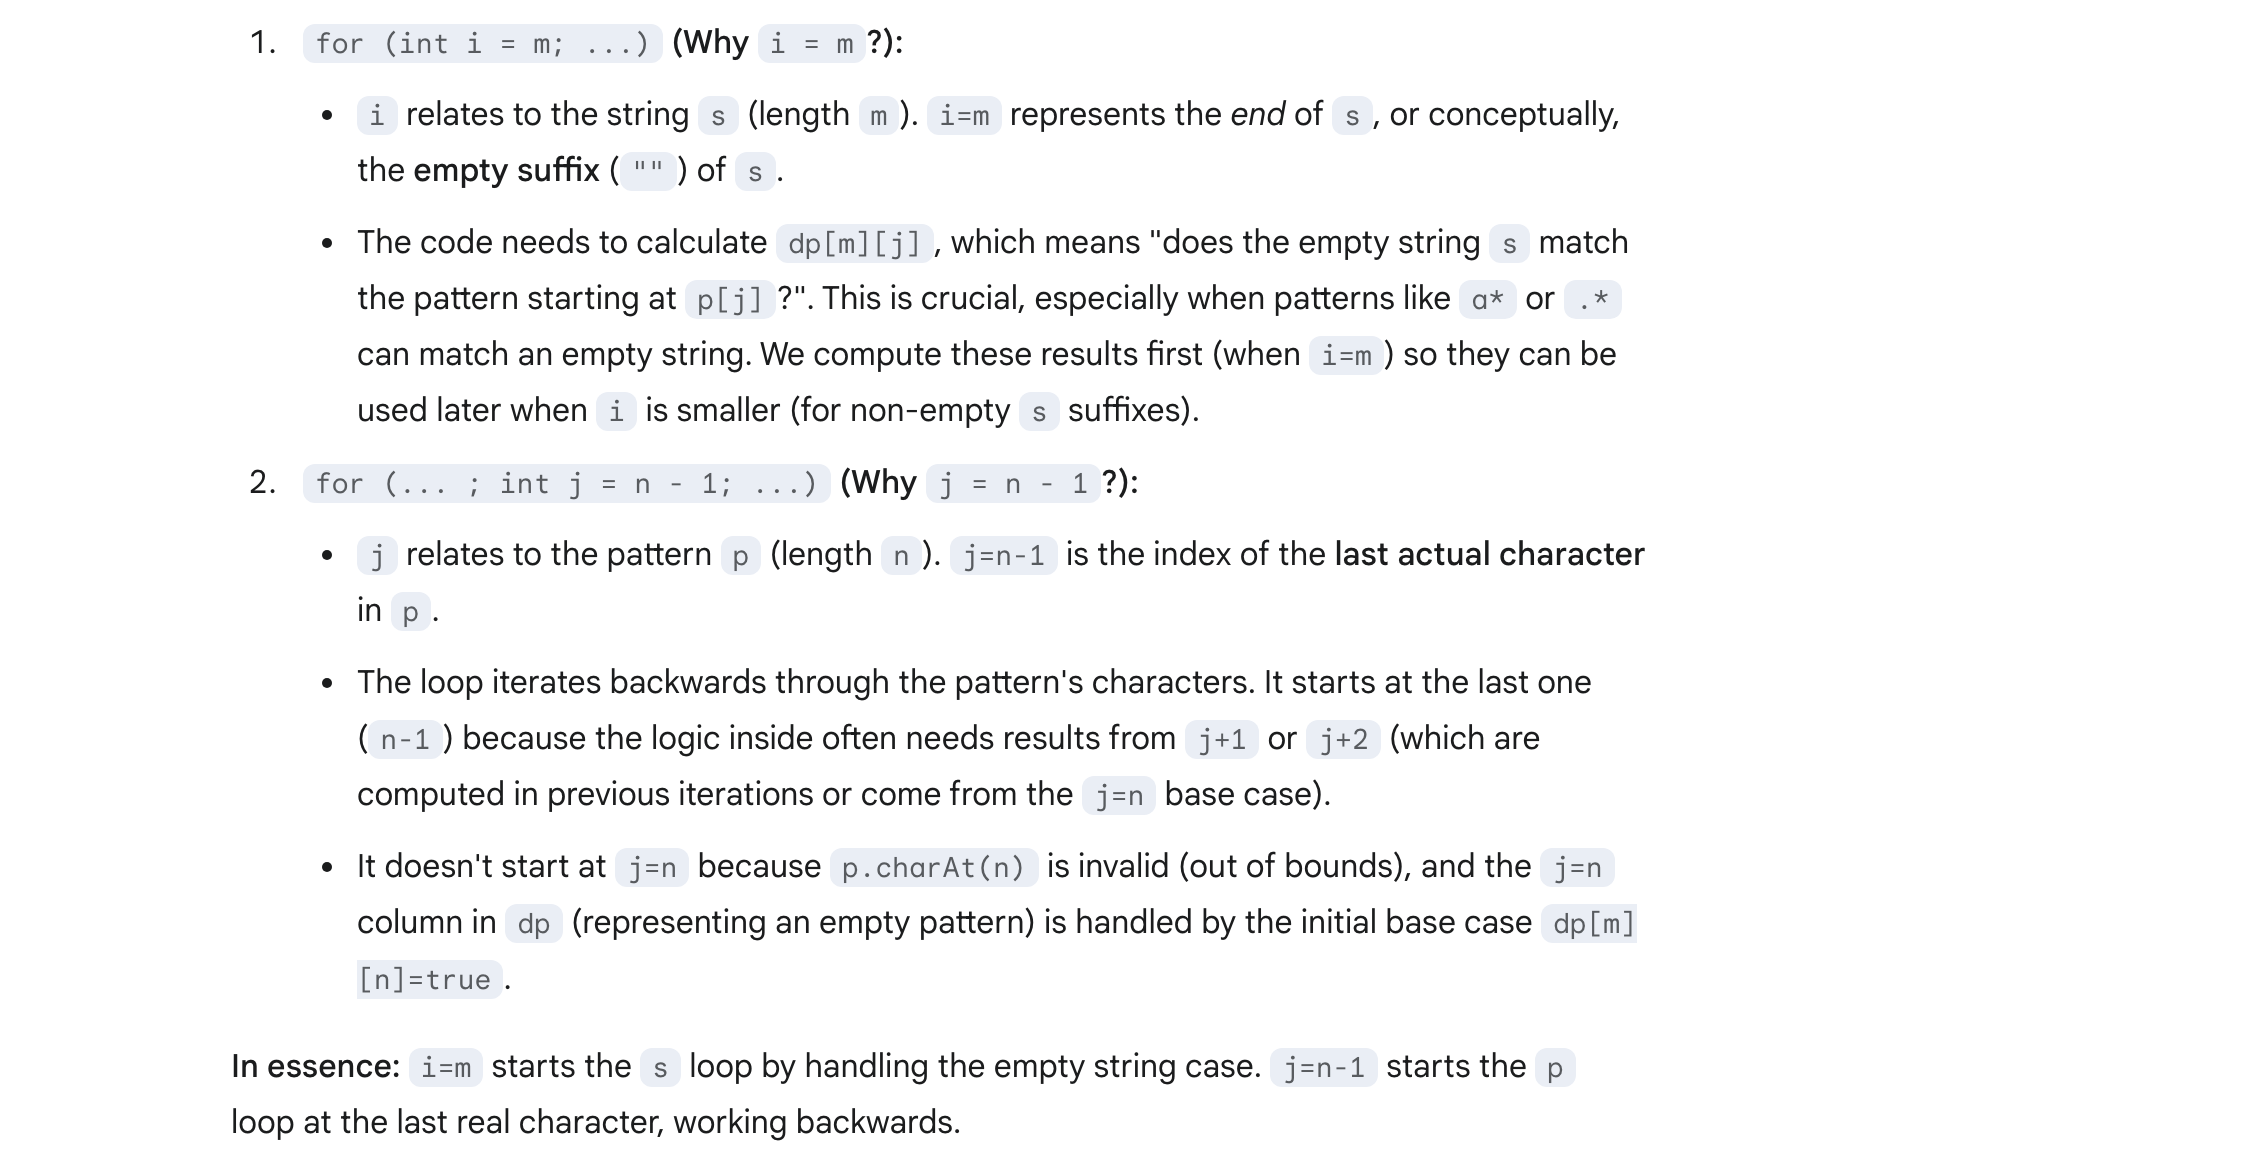 1. for (int i = m; ...) (Why i = m ?):
• i relates to the string s (length m ). i=m represents the end of s , or conceptually,
the empty suffix ( "" ) of s .
• The code needs to calculate dp[m][j] , which means "does the empty string s match
the pattern starting at p[j] ?". This is crucial, especially when patterns like a* or .*
can match an empty string. We compute these results first (when i=m ) so they can be
used later when i is smaller (for non-empty s suffixes).
2. for (... ; int j = n - 1; ...) (Why j = n - 1 ?):
• j relates to the pattern p (length n ). j=n-1 is the index of the last actual character
in p .
• The loop iterates backwards through the pattern's characters. It starts at the last one
( n-1 ) because the logic inside often needs results from j+1 or j+2 (which are
computed in previous iterations or come from the j=n base case).
• It doesn't start at j=n because p.charAt(n) is invalid (out of bounds), and the j=n
column in dp (representing an empty pattern) is handled by the initial base case dp[m]
[n]=true .
In essence: i=m starts the s loop by handling the empty string case. j=n-1 starts the p
loop at the last real character, working backwards.